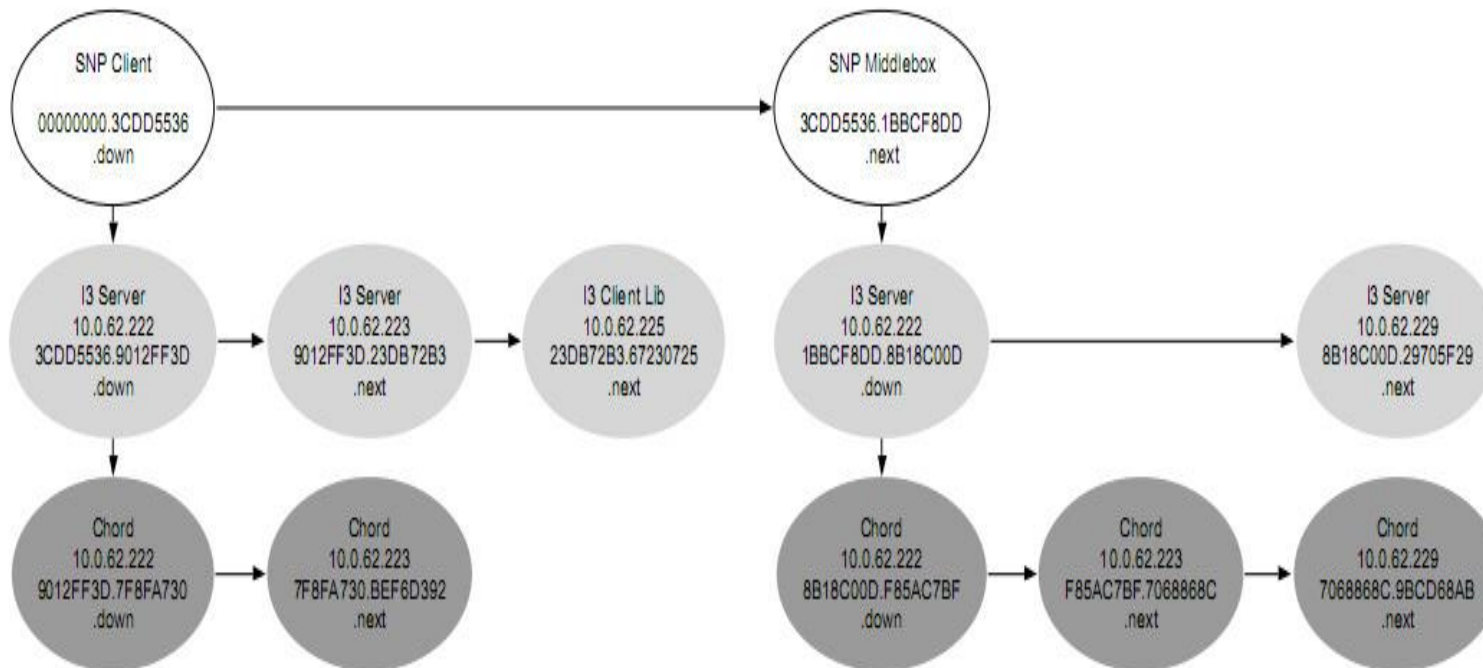 SNP Client
00000000.3CDD5536
.down
SNP Middlebox
3CDD5536.1BBCF8DD
.next
I3 Server
10.0.62.222
3CDD5536.9012FF3D
.down
I3 Server
10.0.62.223
9012FF3D.23DB72B3
.next
I3 Client Lib
10.0.62.225
23DB72B3.67230725
.next
I3 Server
10.0.62.222
1BBCF8DD.8B18C00D
.down
I3 Server
10.0.62.229
8B18C00D.29705F29
.next
Chord
10.0.62.222
9012FF3D.7F8FA730
.down
Chord
10.0.62.223
7F8FA730.BEF6D392
.next
Chord
10.0.62.222
8B18C00D.F85AC7BF
.down
Chord
10.0.62.223
F85AC7BF.7068868C
.next
Chord
10.0.62.229
7068868C.9BCD68AB
.next